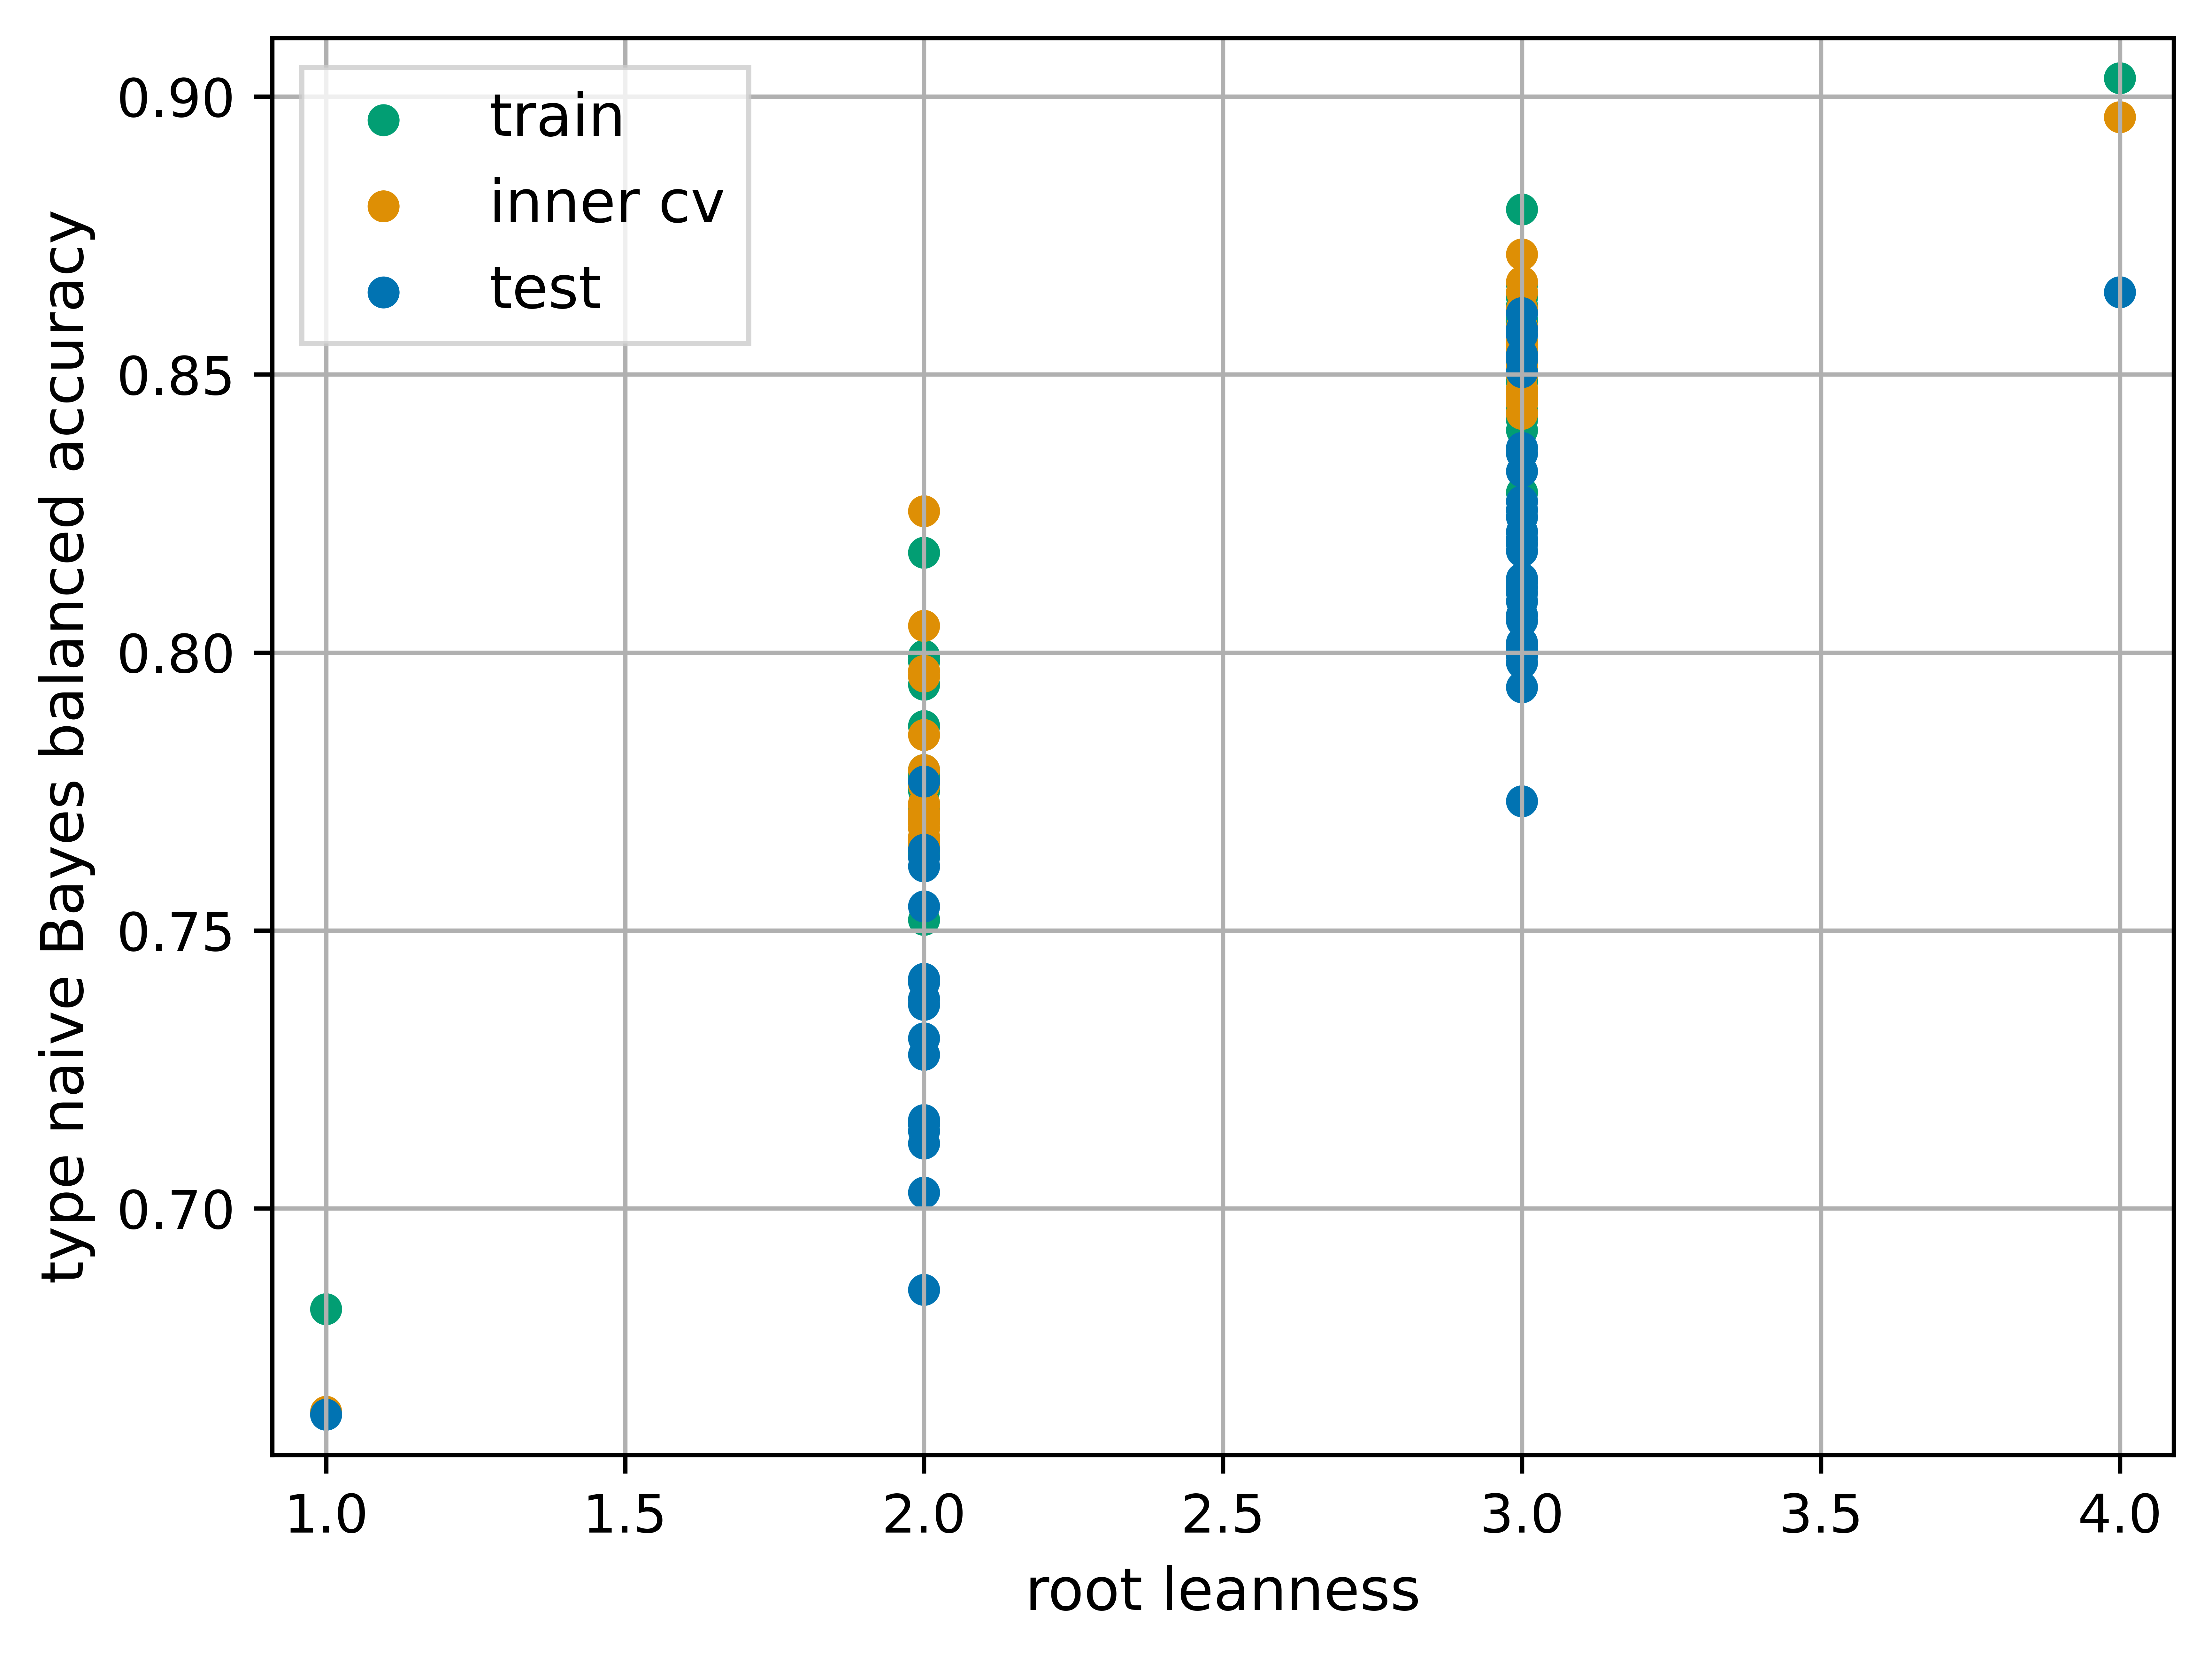 train
inner cv
test
type naive Bayes balanced accuracy
0.90
0.85
0.80
0.75
0.70
1.0 1.5 2.0 2.5 3.0 3.5 4.0
root leanness